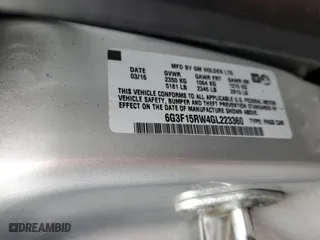 MFD BY GM HOLDEN LTD.
DATE GVWR GAWR FRT GAWR RR
03/16 2350 KG 1064 KG
5181 LB 2346 LB
THIS VEHICLE CONFORMS TO ALL APPLICABLE U.S. FEDERAL MOTOR
VEHICLE SAFETY, BUMPER AND THEFT PREVENTION STANDARDS IN
EFFECT ON THE DATE OF MANUFACTURE SHOWN ABOVE.
6G3F15RW4GL223360 TYPE: PASS CAR
DREAMBID